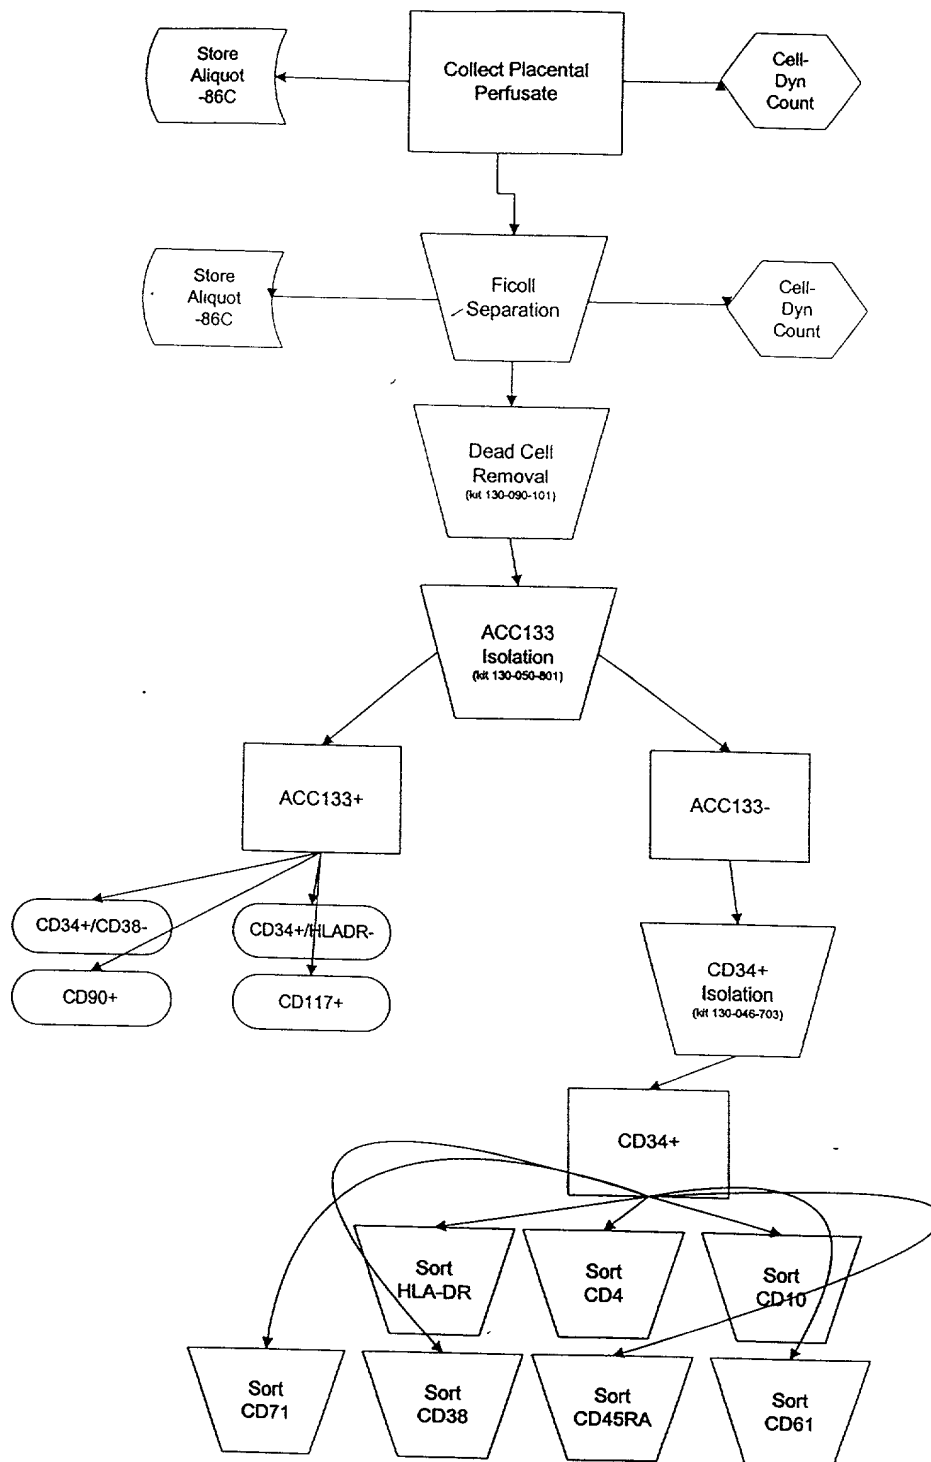 Store
Aliquot
-86C
Collect Placental
Perfusate
Cell-
Dyn
Count
Store
Aliquot
-86C
Ficoll
Separation
Cell-
Dyn
Count
Dead Cell
Removal
(kit 130-090-101)
ACC133
Isolation
(kit 130-050-801)
ACC133+
ACC133-
CD34+/CD38-
CD34+/HLADR-
CD90+
CD117+
CD34+
Isolation
(kit 130-046-703)
CD34+
Sort
HLA-DR
Sort
CD4
Sort
CD10
Sort
CD71
Sort
CD38
Sort
CD45RA
Sort
CD61